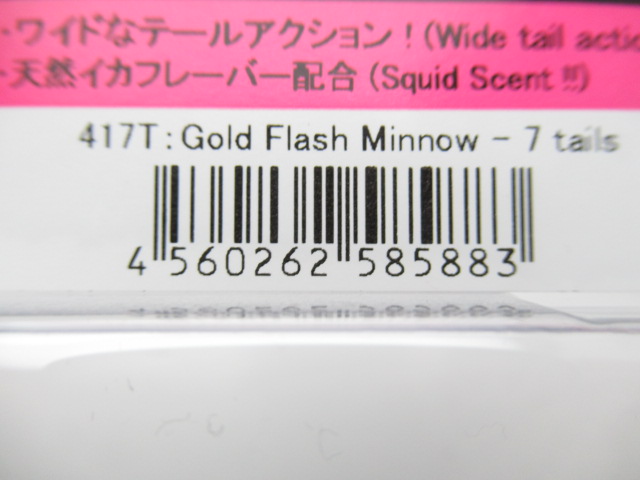 ・ワイドなテールアクション！(Wide tail actio
・天然イカフレーバー配合 (Squid Scent !!)
417T : Gold Flash Minnow - 7 tails
4 560262 585883